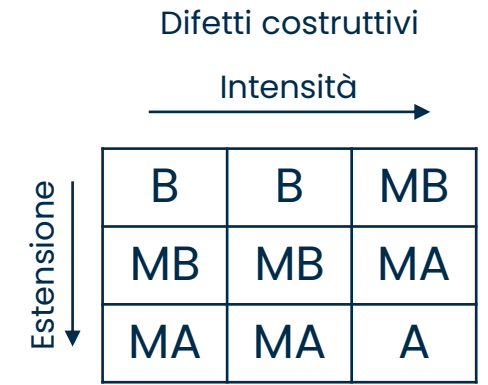 Difetti costruttivi
Intensità
Estensione
B B MB
MB MB MA
MA MA A